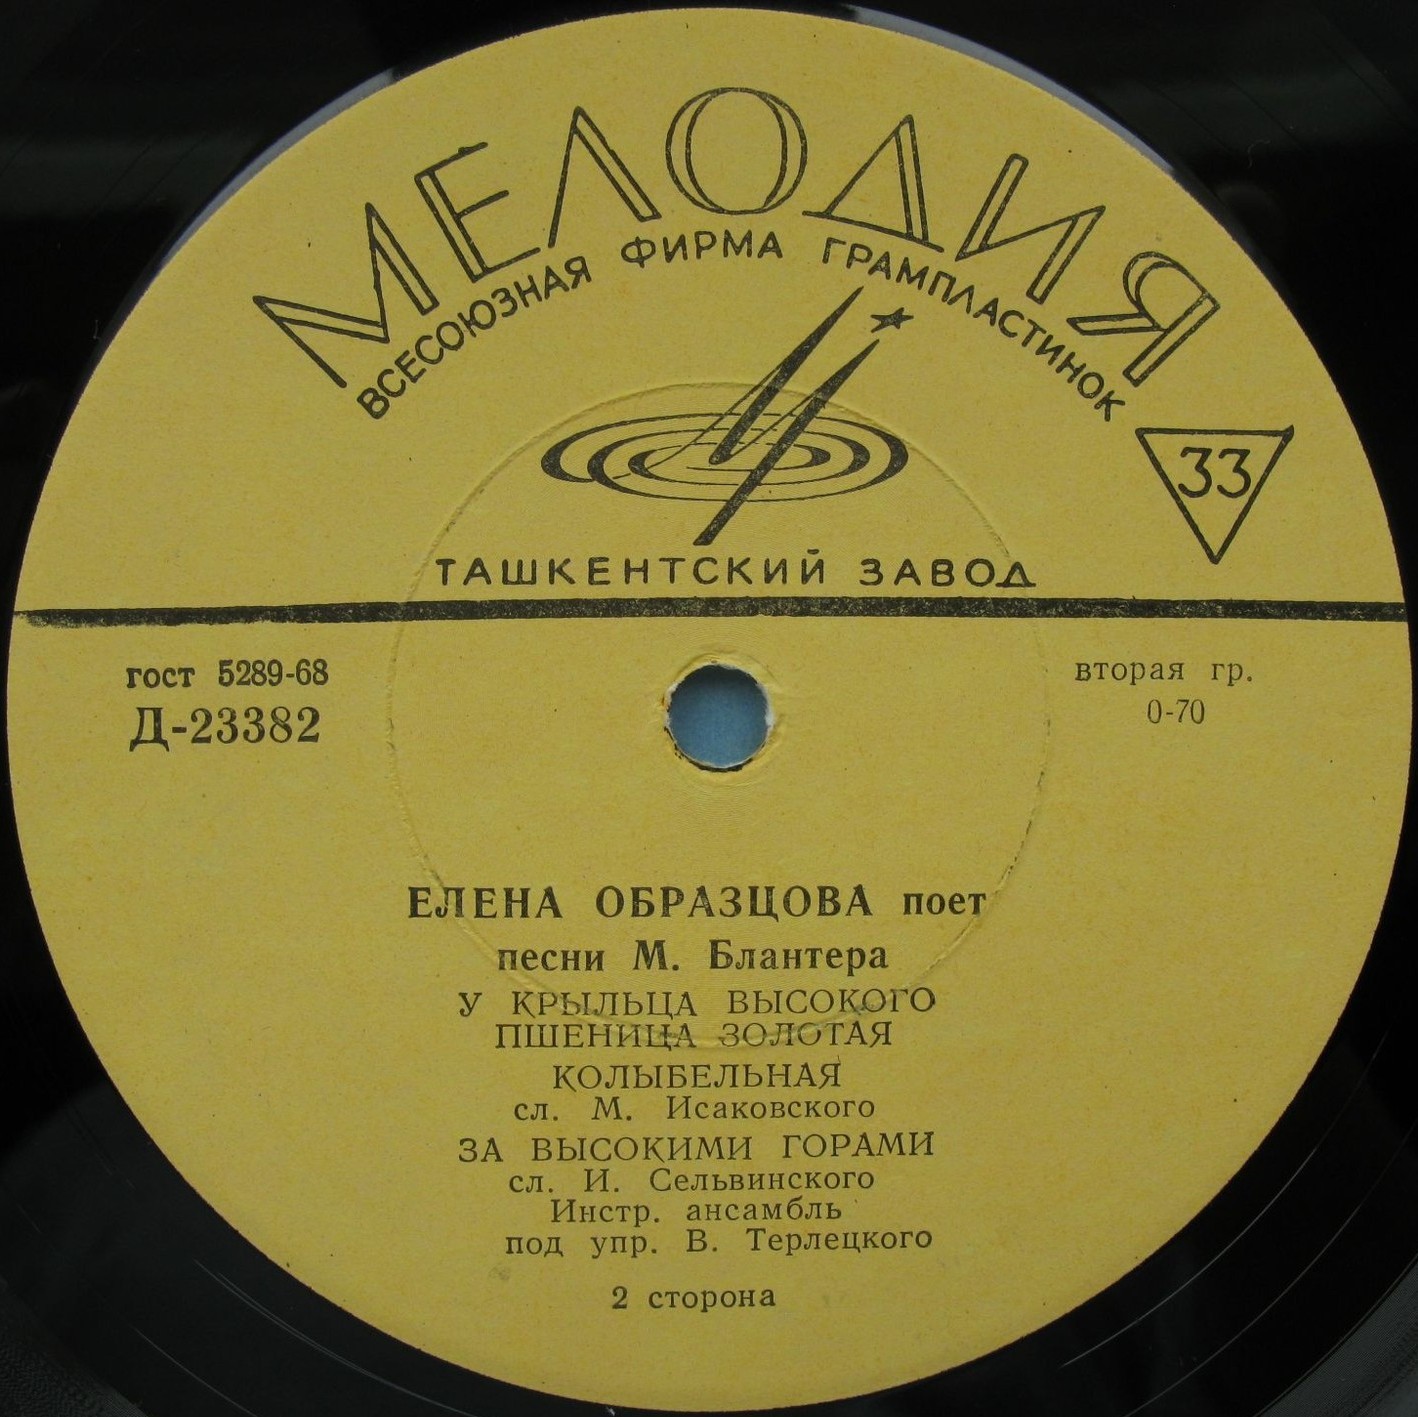 МЕЛОДИЯ
ВСЕСОЮЗНАЯ ФИРМА ГРАМПЛАСТИНОК
33
ТАШКЕНТСКИЙ ЗАВОД
гост 5289-68
Д-23382
вторая гр.
0-70
ЕЛЕНА ОБРАЗЦОВА поет
песни М. Блантера
У КРЫЛЬЦА ВЫСОКОГО
ПШЕНИЦА ЗОЛОТАЯ
КОЛЫБЕЛЬНАЯ
сл. М. Исаковского
ЗА ВЫСОКИМИ ГОРАМИ
сл. И. Сельвинского
Инстр. ансамбль
под упр. В. Терлецкого
2 сторона